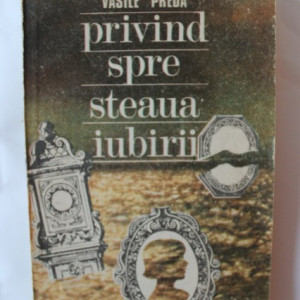 VASILE PREDA
privind
spre
steaua
iubirii